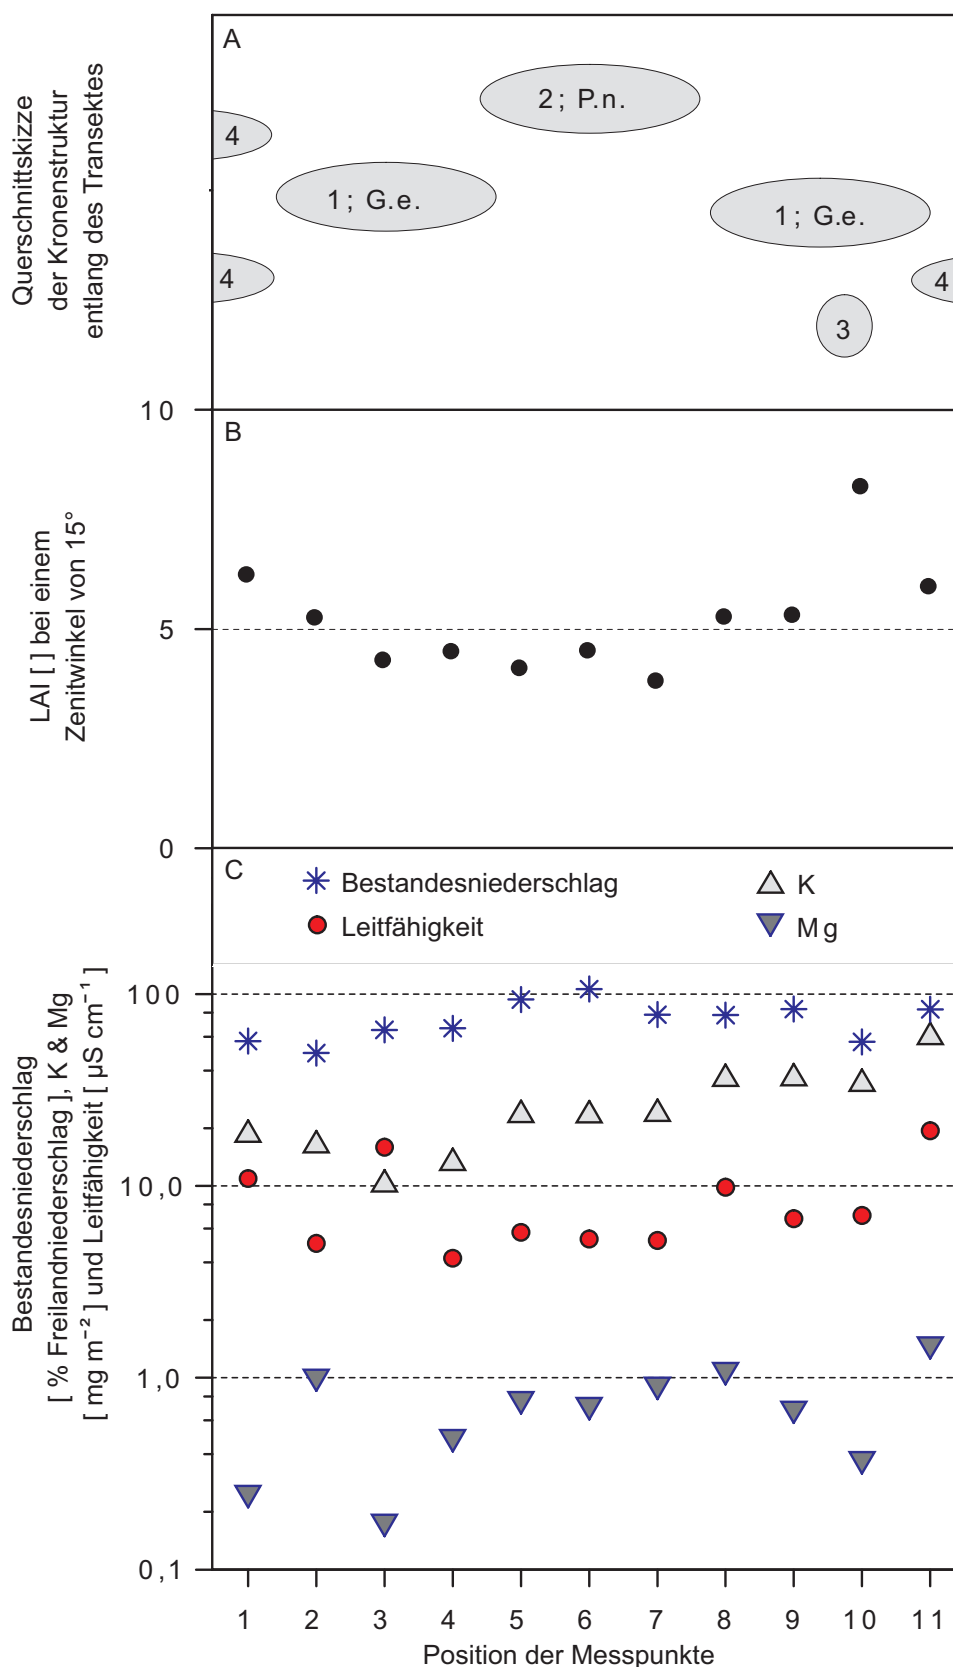 A
Querschnittskizze
der Kronenstruktur
entlang des Transektes
2; P.n.
4
1; G.e.
1; G.e.
4
4
3
10
B
LAI [ ] bei einem
Zenitwinkel von 15°
5
0
C
Bestandesniederschlag
K
Leitfähigkeit
Mg
Bestandesniederschlag
[ % Freilandniederschlag ], K & Mg
[ mg m⁻² ] und Leitfähigkeit [ µS cm⁻¹ ]
100
10,0
1,0
0,1
1 2 3 4 5 6 7 8 9 10 11
Position der Messpunkte